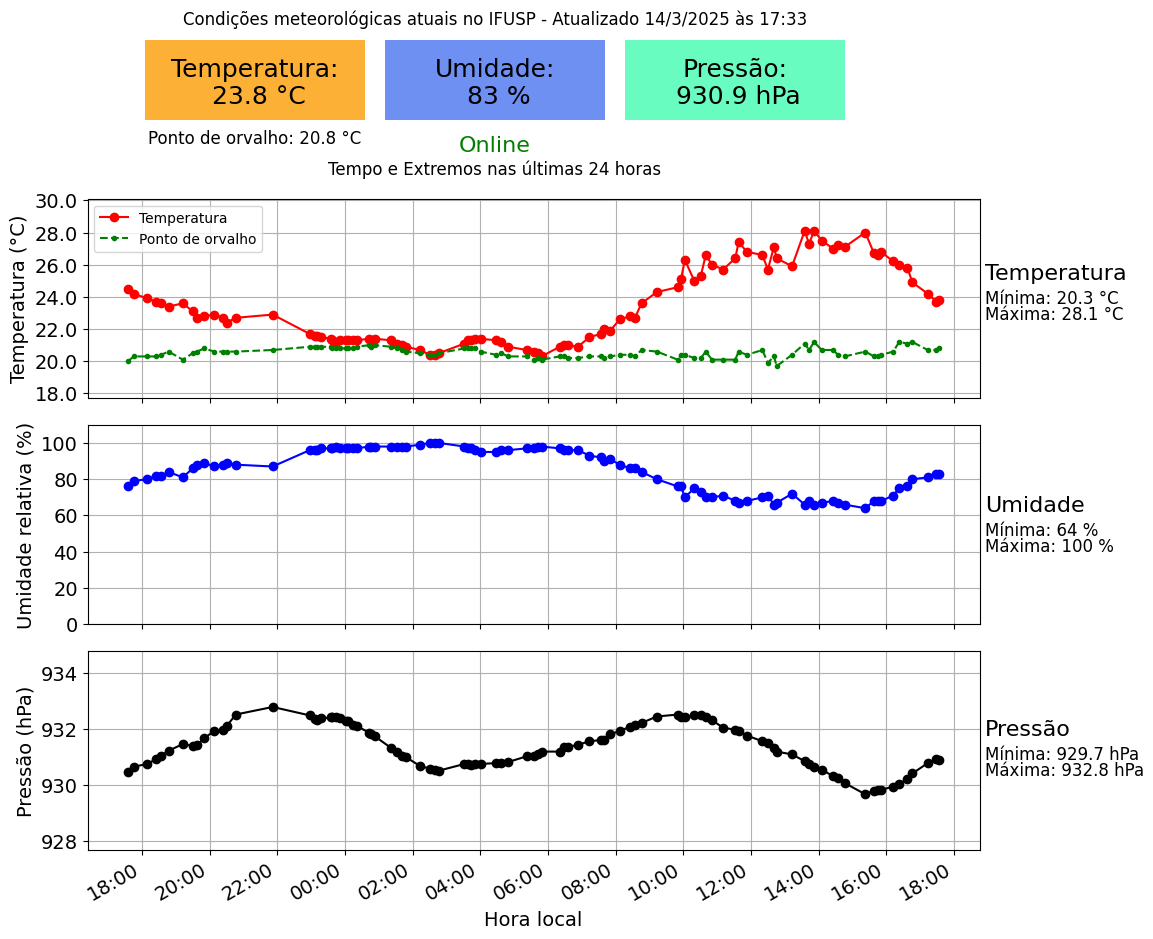 Condições meteorológicas atuais no IFUSP - Atualizado 14/3/2025 às 17:33
Temperatura:
23.8 °C
Umidade:
83 %
Pressão:
930.9 hPa
Ponto de orvalho: 20.8 °C
Online
Tempo e Extremos nas últimas 24 horas
Temperatura (°C)
30.0
28.0
26.0
24.0
22.0
20.0
18.0
Temperatura
Ponto de orvalho
Temperatura
Mínima: 20.3 °C
Máxima: 28.1 °C
Umidade relativa (%)
100
80
60
40
20
0
Umidade
Mínima: 64 %
Máxima: 100 %
Pressão (hPa)
934
932
930
928
Pressão
Mínima: 929.7 hPa
Máxima: 932.8 hPa
18:00
20:00
22:00
00:00
02:00
04:00
06:00
08:00
10:00
12:00
14:00
16:00
18:00
Hora local